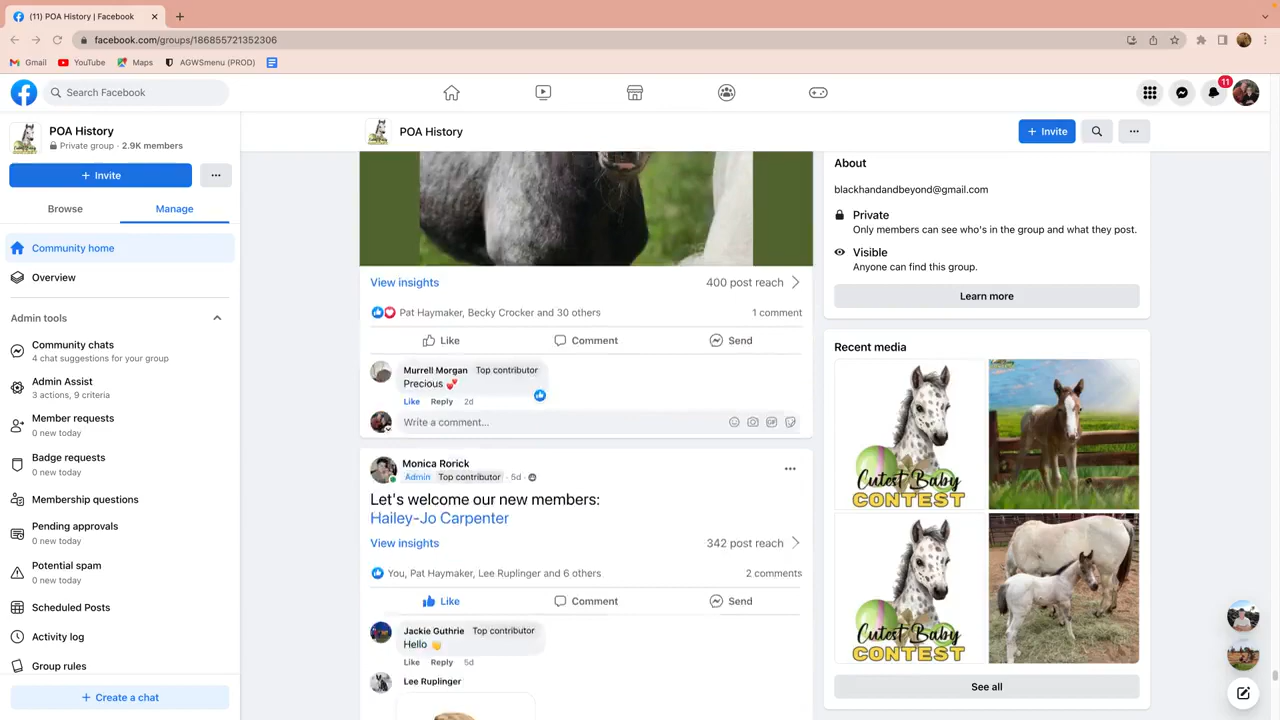 (11) POA History | Facebook
facebook.com/groups/186855721352306
Gmail
YouTube
Maps
AGWSmenu (PROD)
Search Facebook
11
POA History
Private group · 2.9K members
+ Invite
Browse
Manage
Community home
Overview
Admin tools
Community chats
4 chat suggestions for your group
Admin Assist
3 actions, 9 criteria
Member requests
0 new today
Badge requests
0 new today
Membership questions
Pending approvals
0 new today
Potential spam
0 new today
Scheduled Posts
Activity log
Group rules
+ Create a chat
POA History
+ Invite
View insights
400 post reach
Pat Haymaker, Becky Crocker and 30 others
1 comment
Like
Comment
Send
Murrell Morgan Top contributor
Precious
Like Reply 2d
Write a comment...
Monica Rorick
Admin Top contributor · 5d ·
Let's welcome our new members:
Hailey-Jo Carpenter
View insights
342 post reach
You, Pat Haymaker, Lee Ruplinger and 6 others
2 comments
Like
Comment
Send
Jackie Guthrie Top contributor
Hello
Like Reply 5d
Lee Ruplinger
About
blackhandandbeyond@gmail.com
Private
Only members can see who's in the group and what they post.
Visible
Anyone can find this group.
Learn more
Recent media
Cutest Baby
CONTEST
Cutest Baby
CONTEST
See all